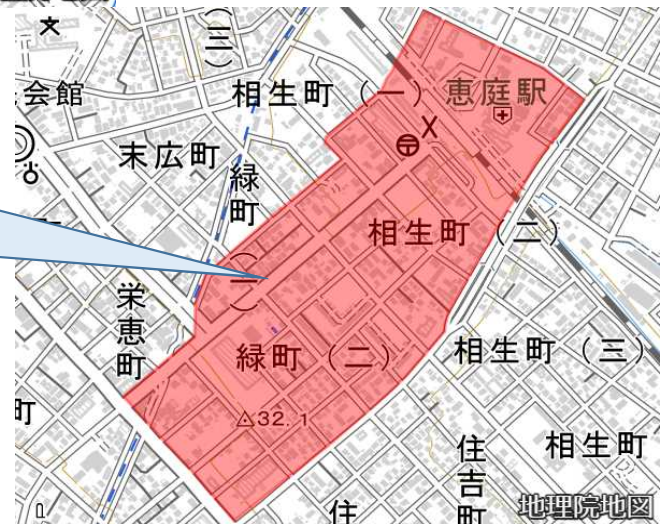 (三)
会館
相生町 (一)
恵庭駅
末広町
緑町
(一)
相生町 (二)
栄恵町
緑町 (二)
相生町 (三)
町
△32.1
住吉町
相生町
住
地理院地図